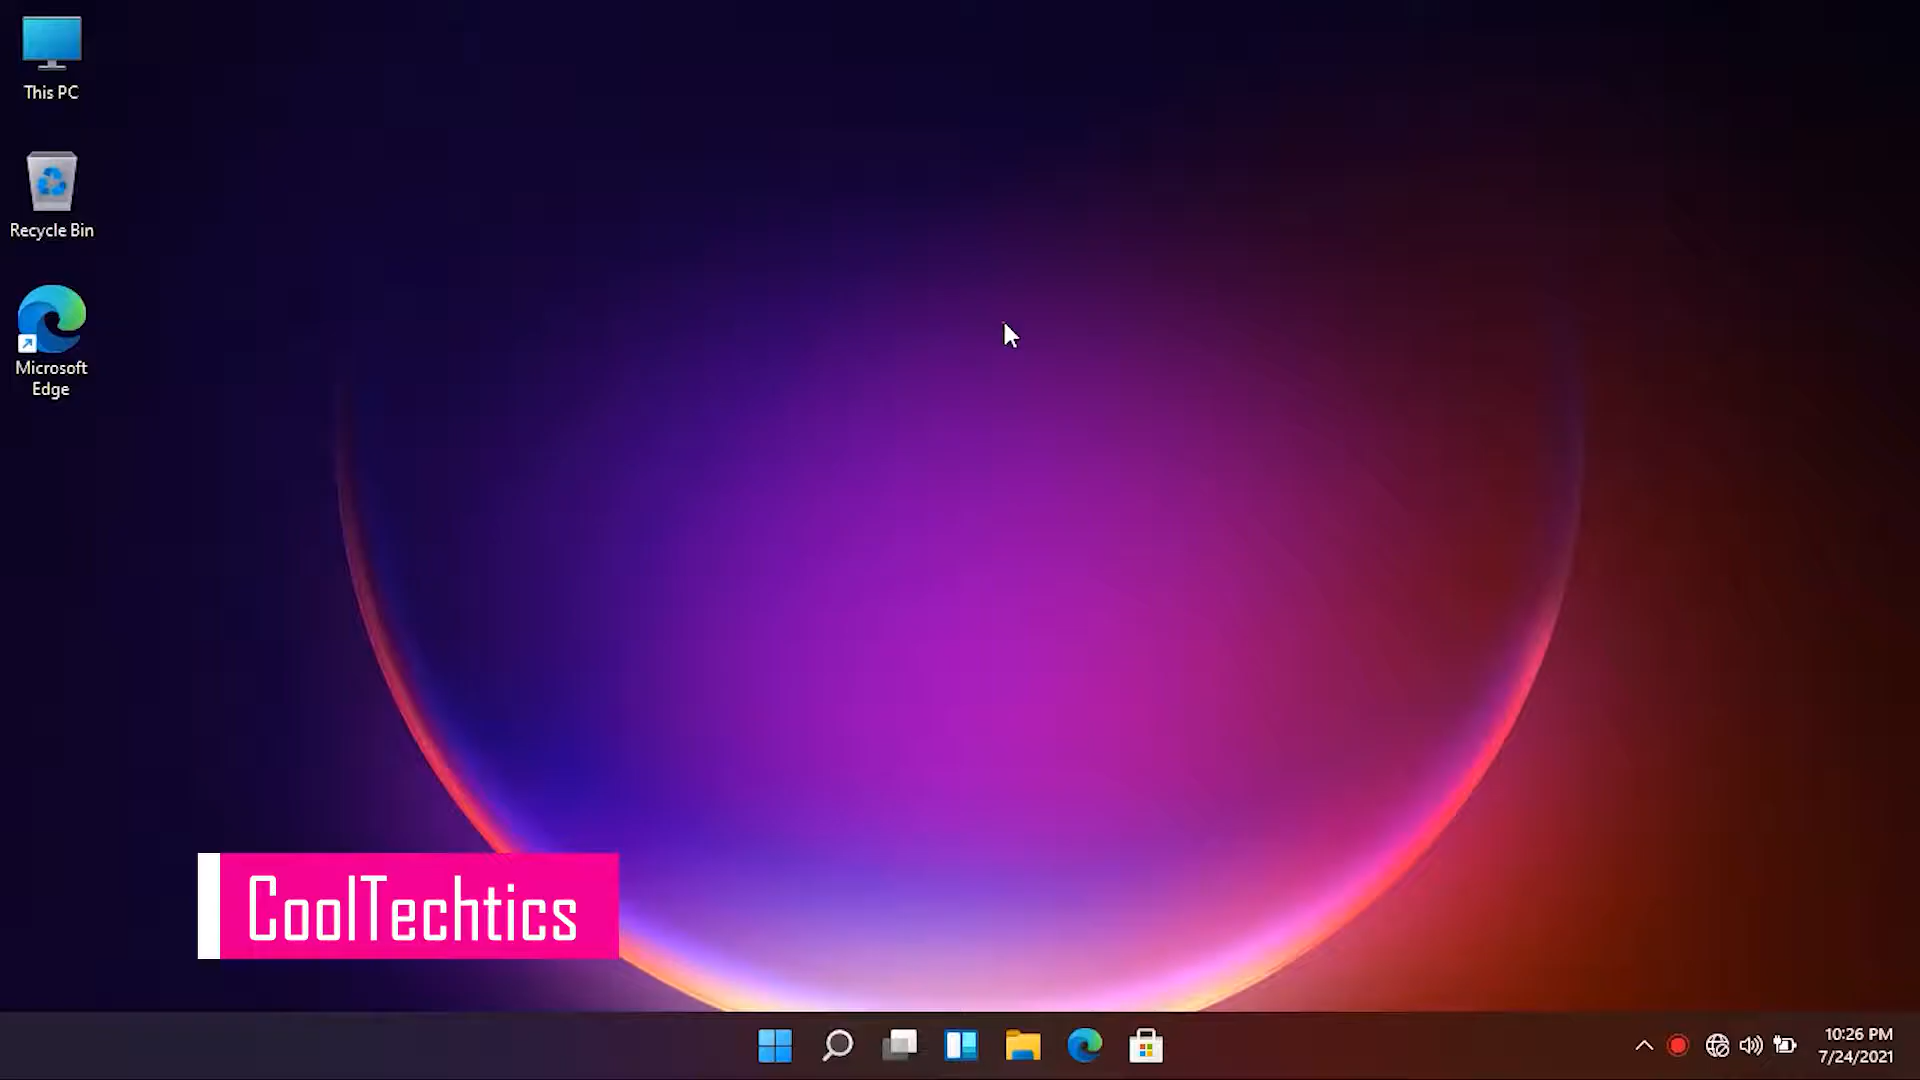 This PC
Recycle Bin
Microsoft
Edge
CoolTechtics
10:26 PM
7/24/2021